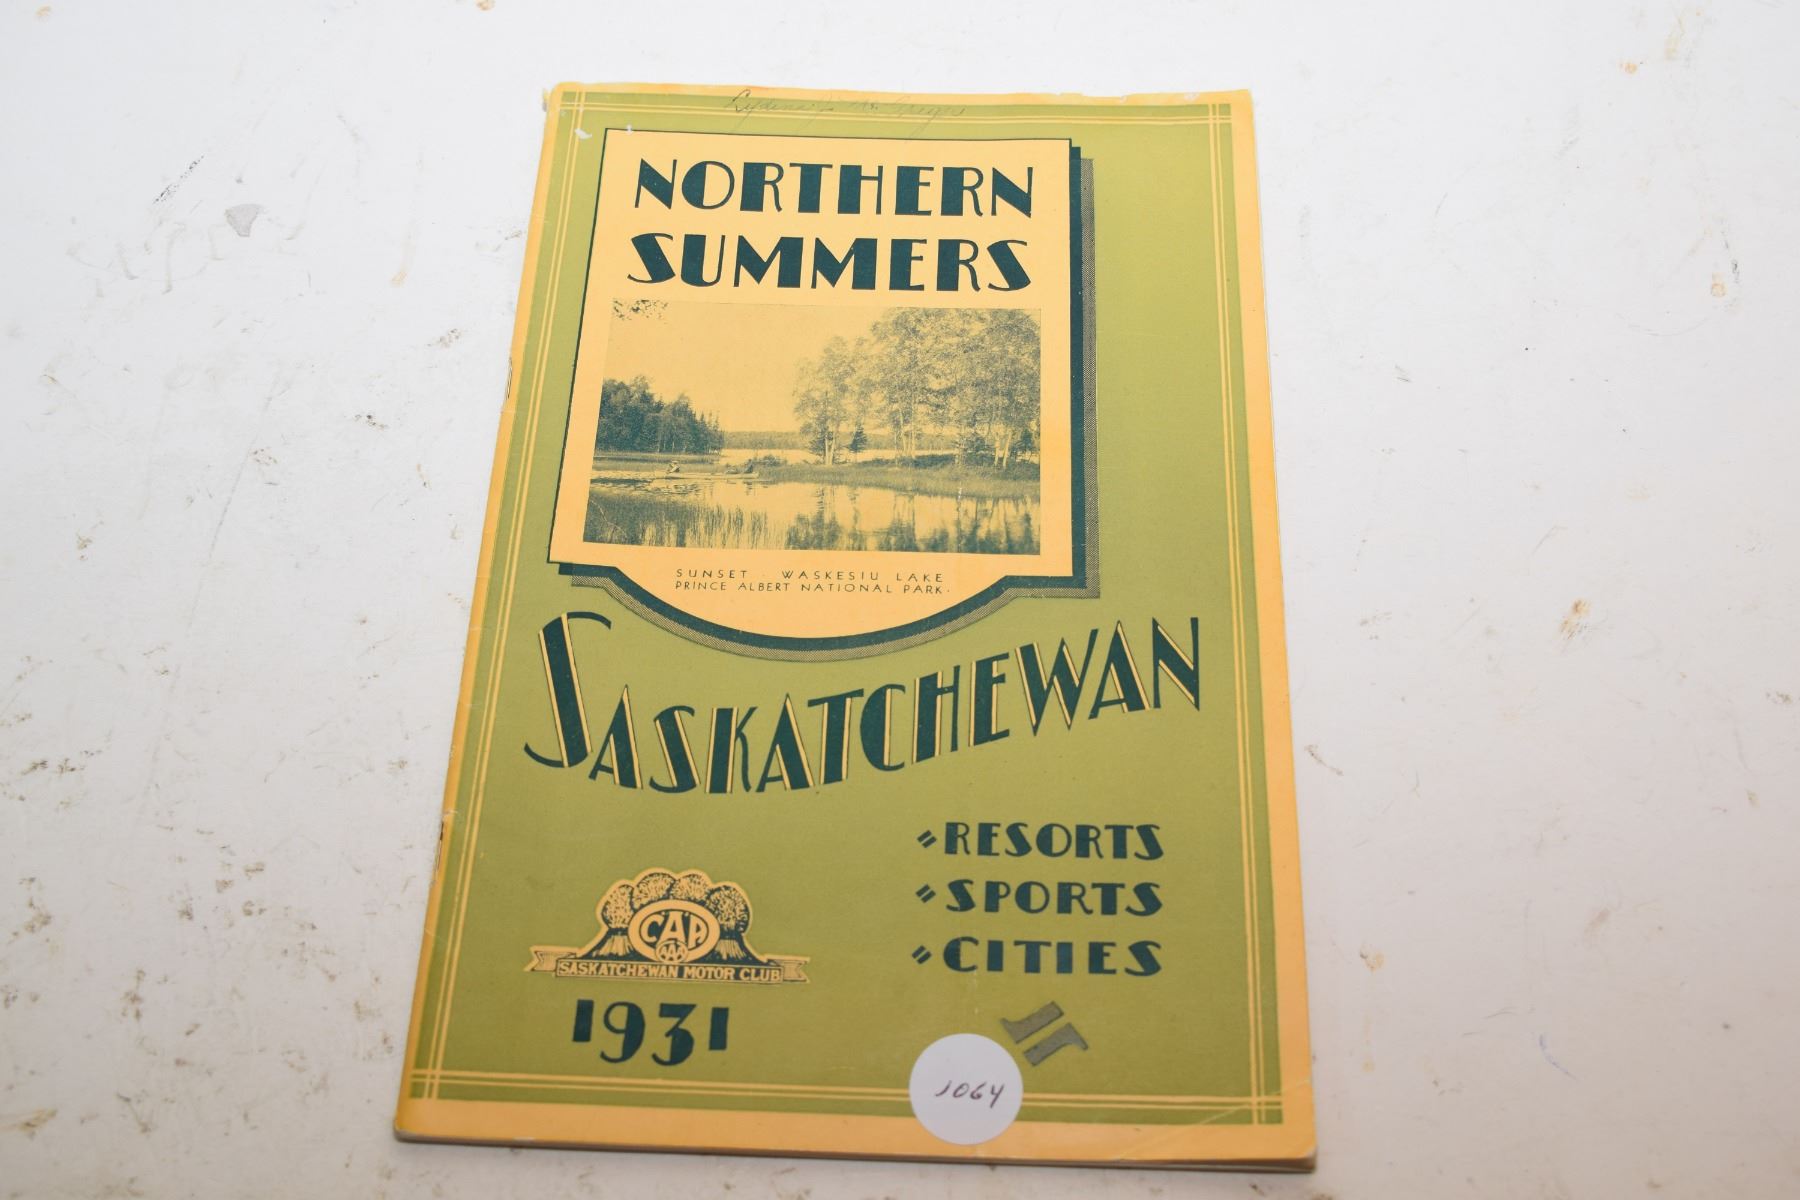 NORTHERN
SUMMERS
SUNSET · WASKESIU LAKE
PRINCE ALBERT NATIONAL PARK.
SASKATCHEWAN
"RESORTS
"SPORTS
"CITIES
CAA
AAA
SASKATCHEWAN MOTOR CLUB
1931
1064